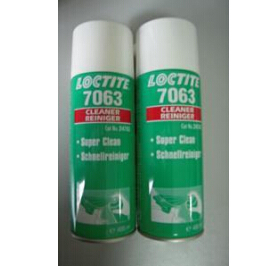 LOCTITE
7063
CLEANER
REINIGER
• Super Clean
• Schnellreiniger
LOCTITE
7063
CLEANER
REINIGER
• Super Clean
• Schnellreiniger